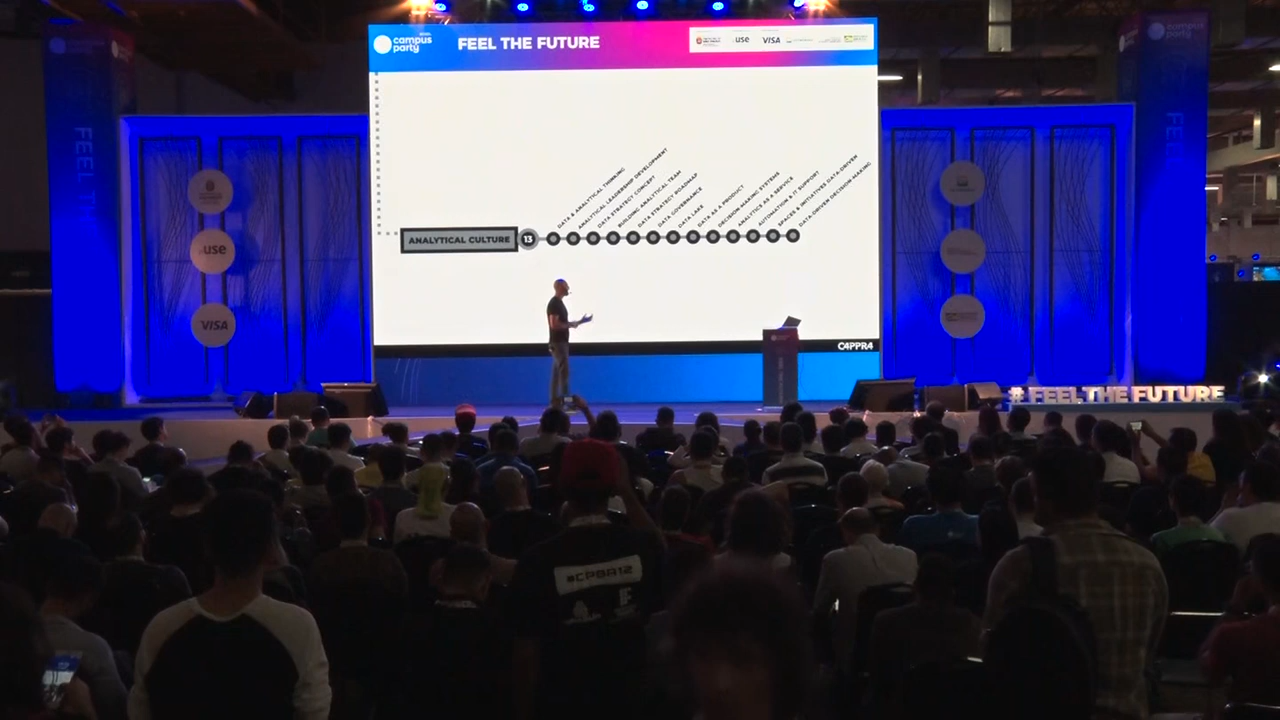 campus
party
FEEL THE FUTURE
.use
VISA
campus
party
FEEL T
FEEL
DATA & ANALYTICAL THINKING
ANALYTICAL LEADERSHIP DEVELOPMENT
DATA STRATEGY CONCEPT
BUILDING ANALYTICAL TEAM
DATA STRATEGY ROADMAP
DATA GOVERNANCE
DATA LAKE
DATA AS A PRODUCT
DECISION MAKING SYSTEMS
ANALYTICS AS A SERVICE
AUTOMATION & IT SUPPORT
SPACES & INITIATIVES DATA-DRIVEN
DATA-DRIVEN DECISION MAKING
ANALYTICAL CULTURE 13
.use
VISA
C4PPR4
# FEEL THE FUTURE
#CPBR12